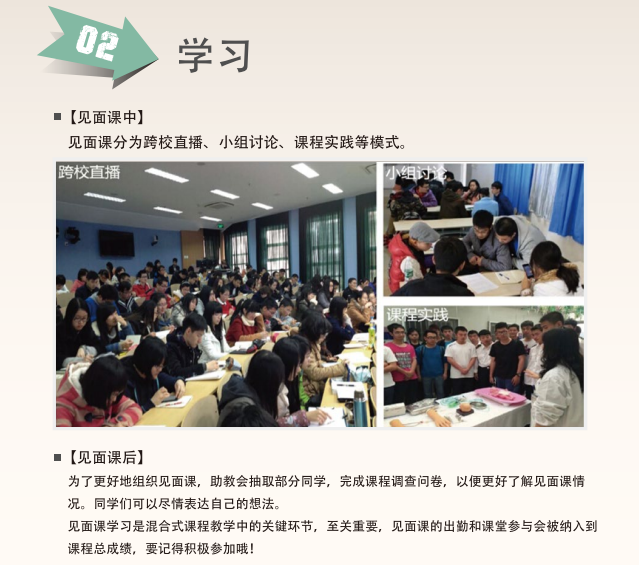 02
学习
【见面课中】
见面课分为跨校直播、小组讨论、课程实践等模式。
跨校直播
小组讨论
课程实践
【见面课后】
为了更好地组织见面课，助教会抽取部分同学，完成课程调查问卷，以便更好了解见面课情
况。同学们可以尽情表达自己的想法。
见面课学习是混合式课程教学中的关键环节，至关重要，见面课的出勤和课堂参与会被纳入到
课程总成绩，要记得积极参加哦！